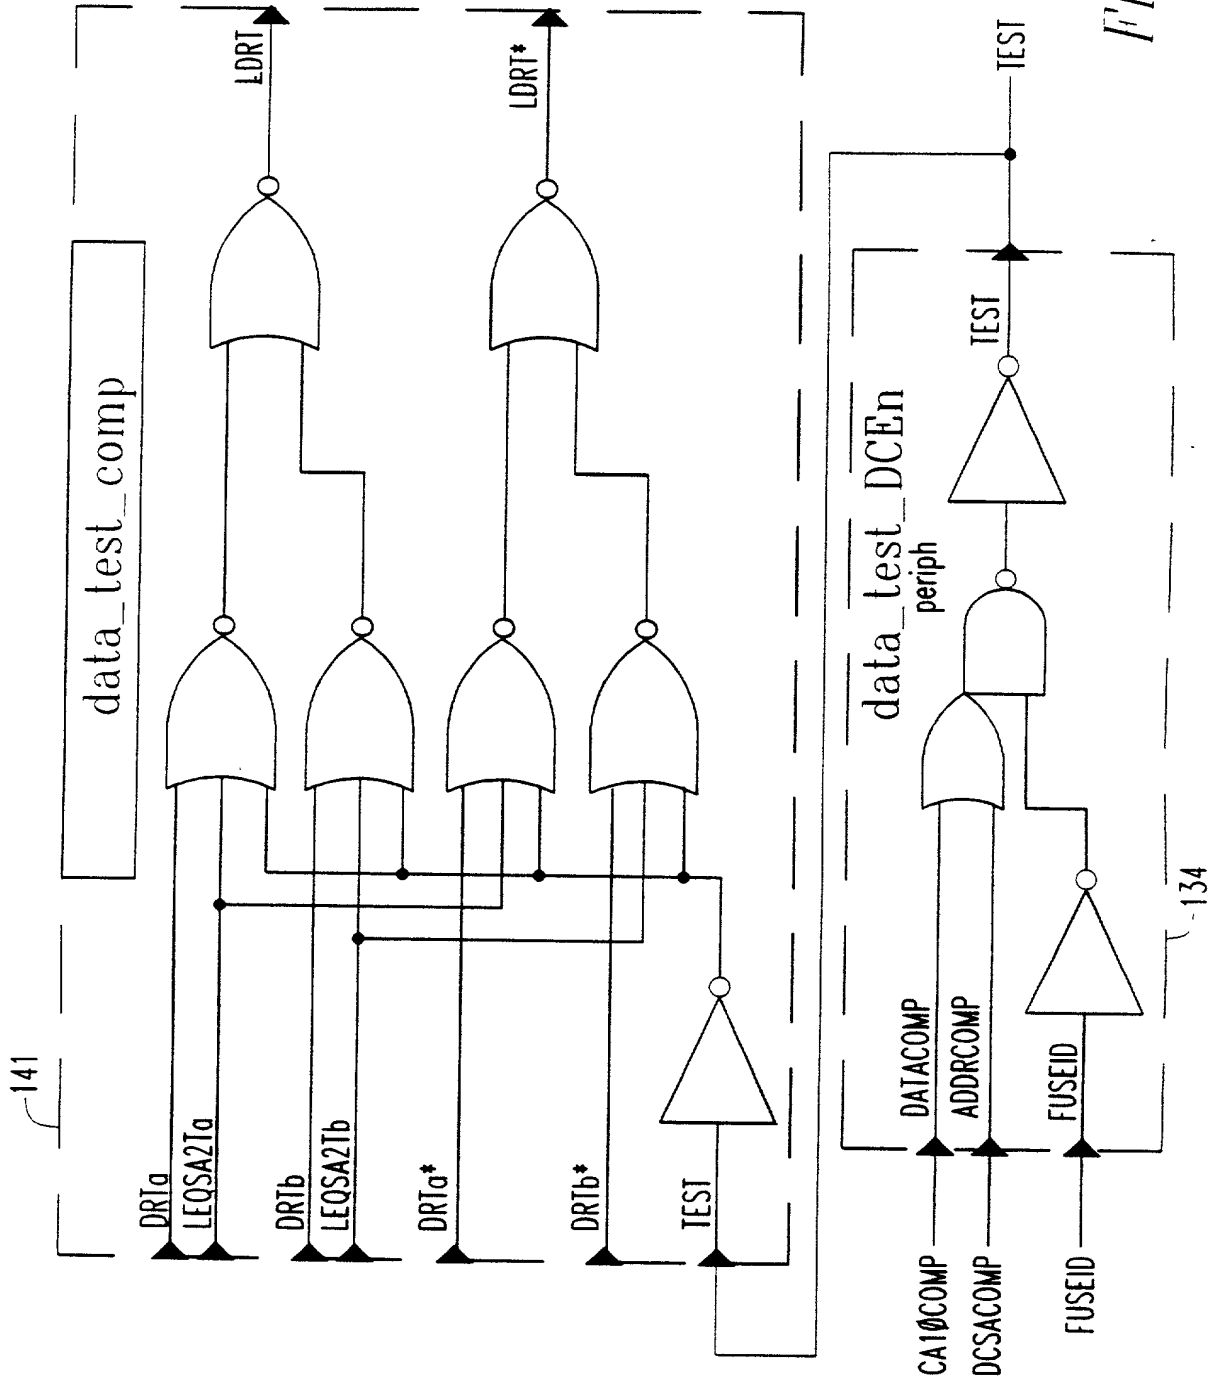 141
data_test_comp
DRTa
LEQSA2Ta
DRTb
LEQSA2Tb
DRTa*
DRTb*
TEST
LDRT
LDRT*
data_test_DCEn
periph
CA1ØCOMP
DATACOMP
DCSACOMP
ADDRCOMP
FUSEID
FUSEID
TEST
TEST
134